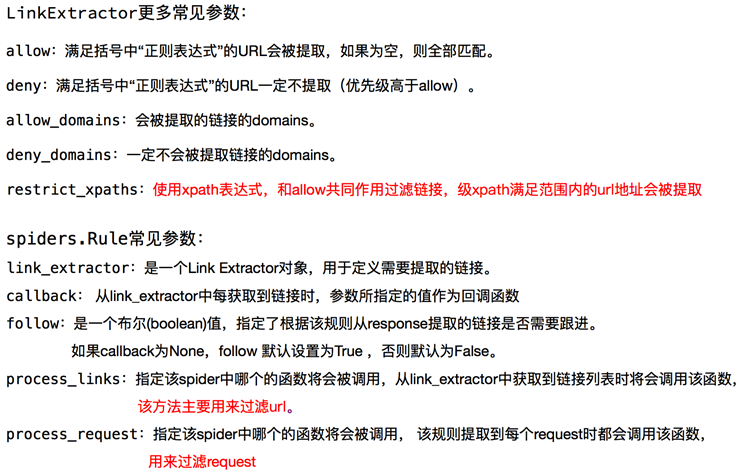 LinkExtractor更多常见参数：
allow：满足括号中“正则表达式”的URL会被提取，如果为空，则全部匹配。
deny：满足括号中“正则表达式”的URL一定不提取（优先级高于allow）。
allow_domains：会被提取的链接的domains。
deny_domains：一定不会被提取链接的domains。
restrict_xpaths：使用xpath表达式，和allow共同作用过滤链接，级xpath满足范围内的url地址会被提取
spiders.Rule常见参数：
link_extractor：是一个Link Extractor对象，用于定义需要提取的链接。
callback： 从link_extractor中每获取到链接时，参数所指定的值作为回调函数
follow：是一个布尔(boolean)值，指定了根据该规则从response提取的链接是否需要跟进。
如果callback为None，follow 默认设置为True ，否则默认为False。
process_links：指定该spider中哪个的函数将会被调用，从link_extractor中获取到链接列表时将会调用该函数，
该方法主要用来过滤url。
process_request：指定该spider中哪个的函数将会被调用， 该规则提取到每个request时都会调用该函数，
用来过滤request